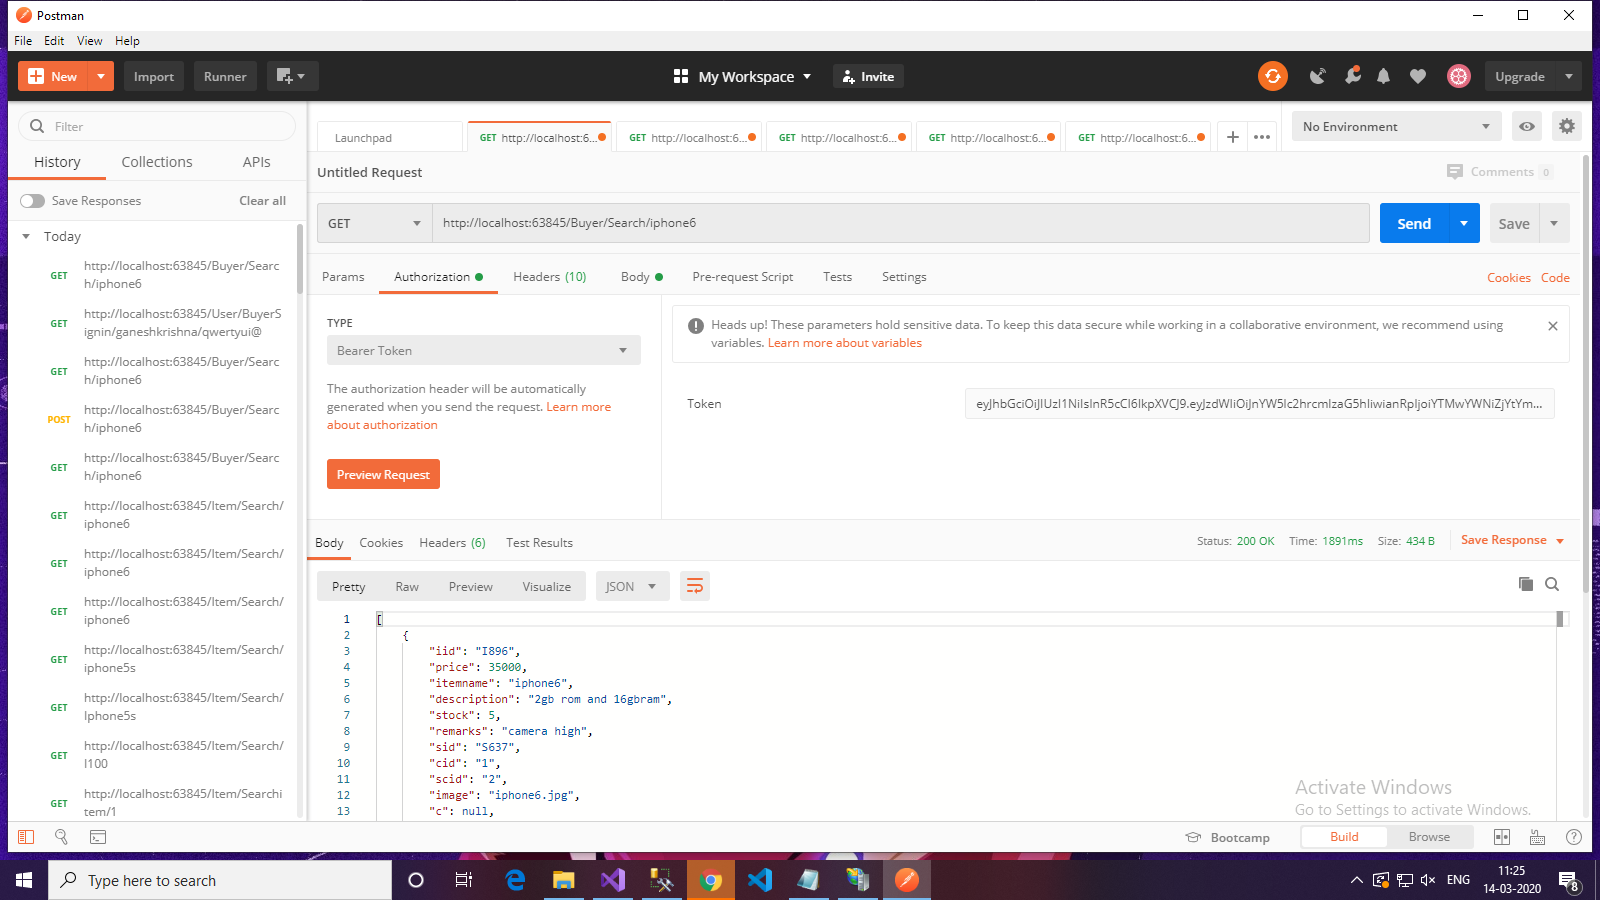 Postman
File Edit View Help
New Import Runner My Workspace Invite Upgrade
Filter
History Collections APIs
Save Responses Clear all
Today
GET http://localhost:63845/Buyer/Searc
h/iphone6
GET http://localhost:63845/User/BuyerS
ignin/ganeshkrishna/qwertyui@
GET http://localhost:63845/Buyer/Searc
h/iphone6
POST http://localhost:63845/Buyer/Searc
h/iphone6
GET http://localhost:63845/Buyer/Searc
h/iphone6
GET http://localhost:63845/Item/Search/
iphone6
GET http://localhost:63845/Item/Search/
iphone6
GET http://localhost:63845/Item/Search/
iphone6
GET http://localhost:63845/Item/Search/
iphone5s
GET http://localhost:63845/Item/Search/
Iphone5s
GET http://localhost:63845/Item/Search/
I100
GET http://localhost:63845/Item/Searchi
tem/1
Launchpad GET http://localhost:6... GET http://localhost:6... GET http://localhost:6... GET http://localhost:6... GET http://localhost:6... No Environment
Untitled Request Comments 0
GET http://localhost:63845/Buyer/Search/iphone6 Send Save
Params Authorization Headers (10) Body Pre-request Script Tests Settings Cookies Code
TYPE
Bearer Token
The authorization header will be automatically
generated when you send the request. Learn more
about authorization
Preview Request
Heads up! These parameters hold sensitive data. To keep this data secure while working in a collaborative environment, we recommend using
variables. Learn more about variables
Token
Body Cookies Headers (6) Test Results Status: 200 OK Time: 1891ms Size: 434 B Save Response
Pretty Raw Preview Visualize JSON
1 [
2 {
3 "iid": "I896",
4 "price": 35000,
5 "itemname": "iphone6",
6 "description": "2gb rom and 16gbram",
7 "stock": 5,
8 "remarks": "camera high",
9 "sid": "S637",
10 "cid": "1",
11 "scid": "2",
12 "image": "iphone6.jpg",
13 "c": null,
Activate Windows
Go to Settings to activate Windows.
Bootcamp Build Browse
Type here to search ENG 11:25
14-03-2020 8